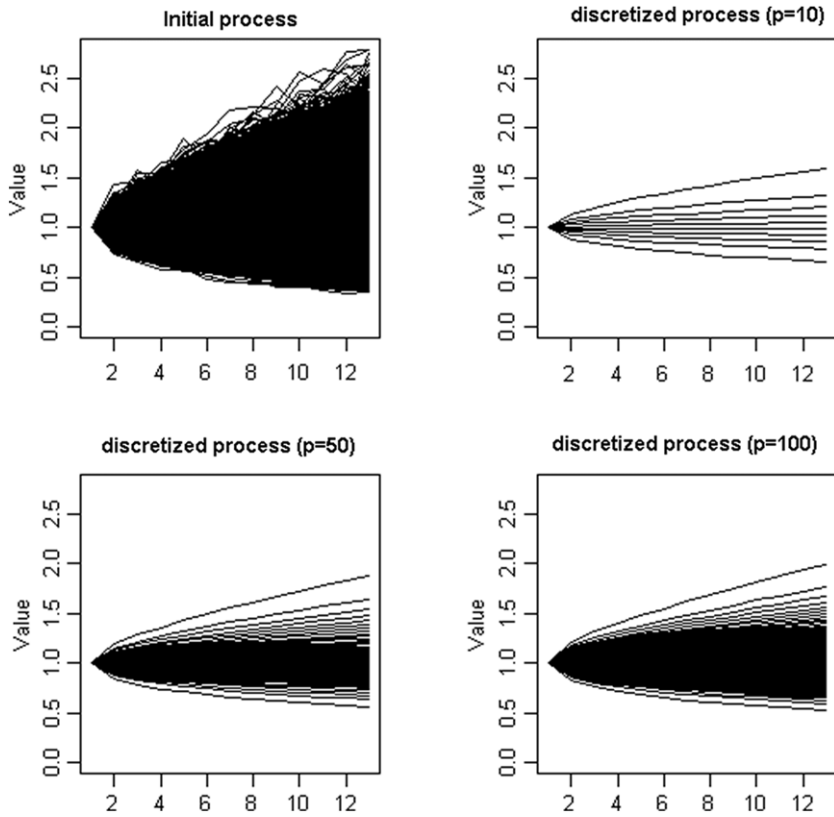 Initial process
Value
0.0 0.5 1.0 1.5 2.0 2.5
2 4 6 8 10 12
discretized process (p=10)
Value
0.0 0.5 1.0 1.5 2.0 2.5
2 4 6 8 10 12
discretized process (p=50)
Value
0.0 0.5 1.0 1.5 2.0 2.5
2 4 6 8 10 12
discretized process (p=100)
Value
0.0 0.5 1.0 1.5 2.0 2.5
2 4 6 8 10 12